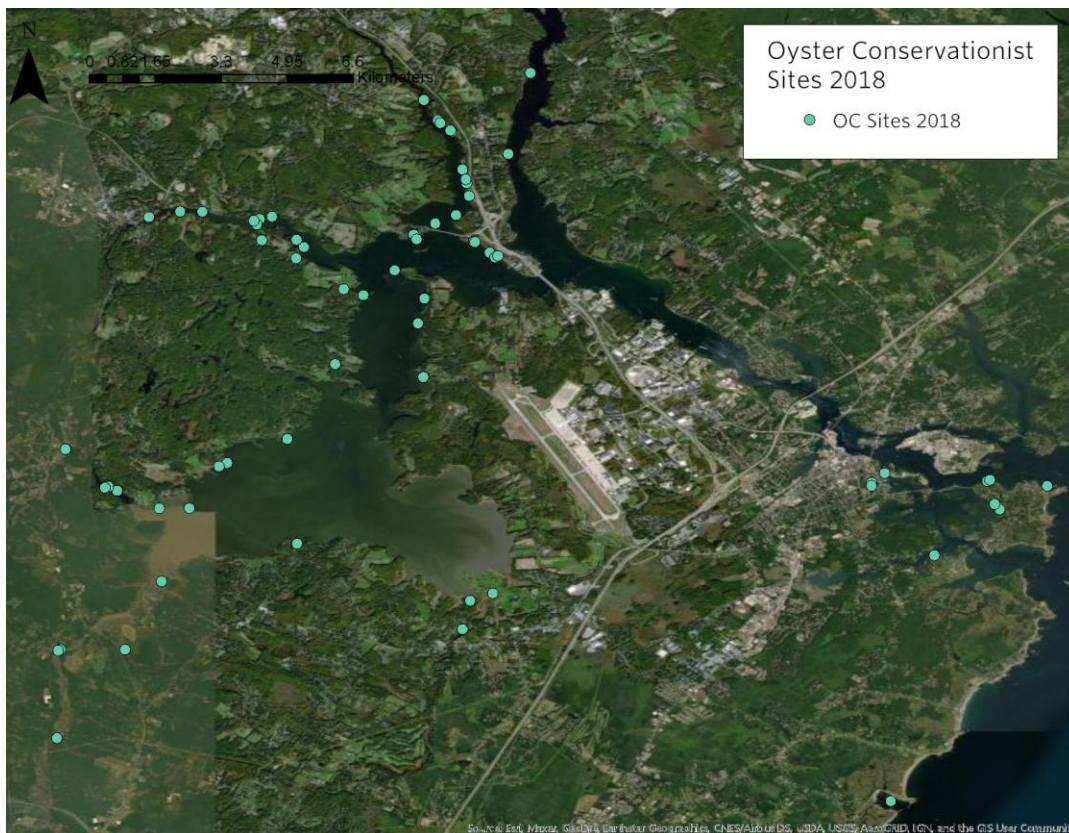 N
0 0.821.65 3.3 4.95 6.6
Kilometers
Oyster Conservationist
Sites 2018
OC Sites 2018
Source: Esri, Maxar, GeoEye, Earthstar Geographics, CNES/Airbus DS, USDA, USGS, AeroGRID, IGN, and the GIS User Communi